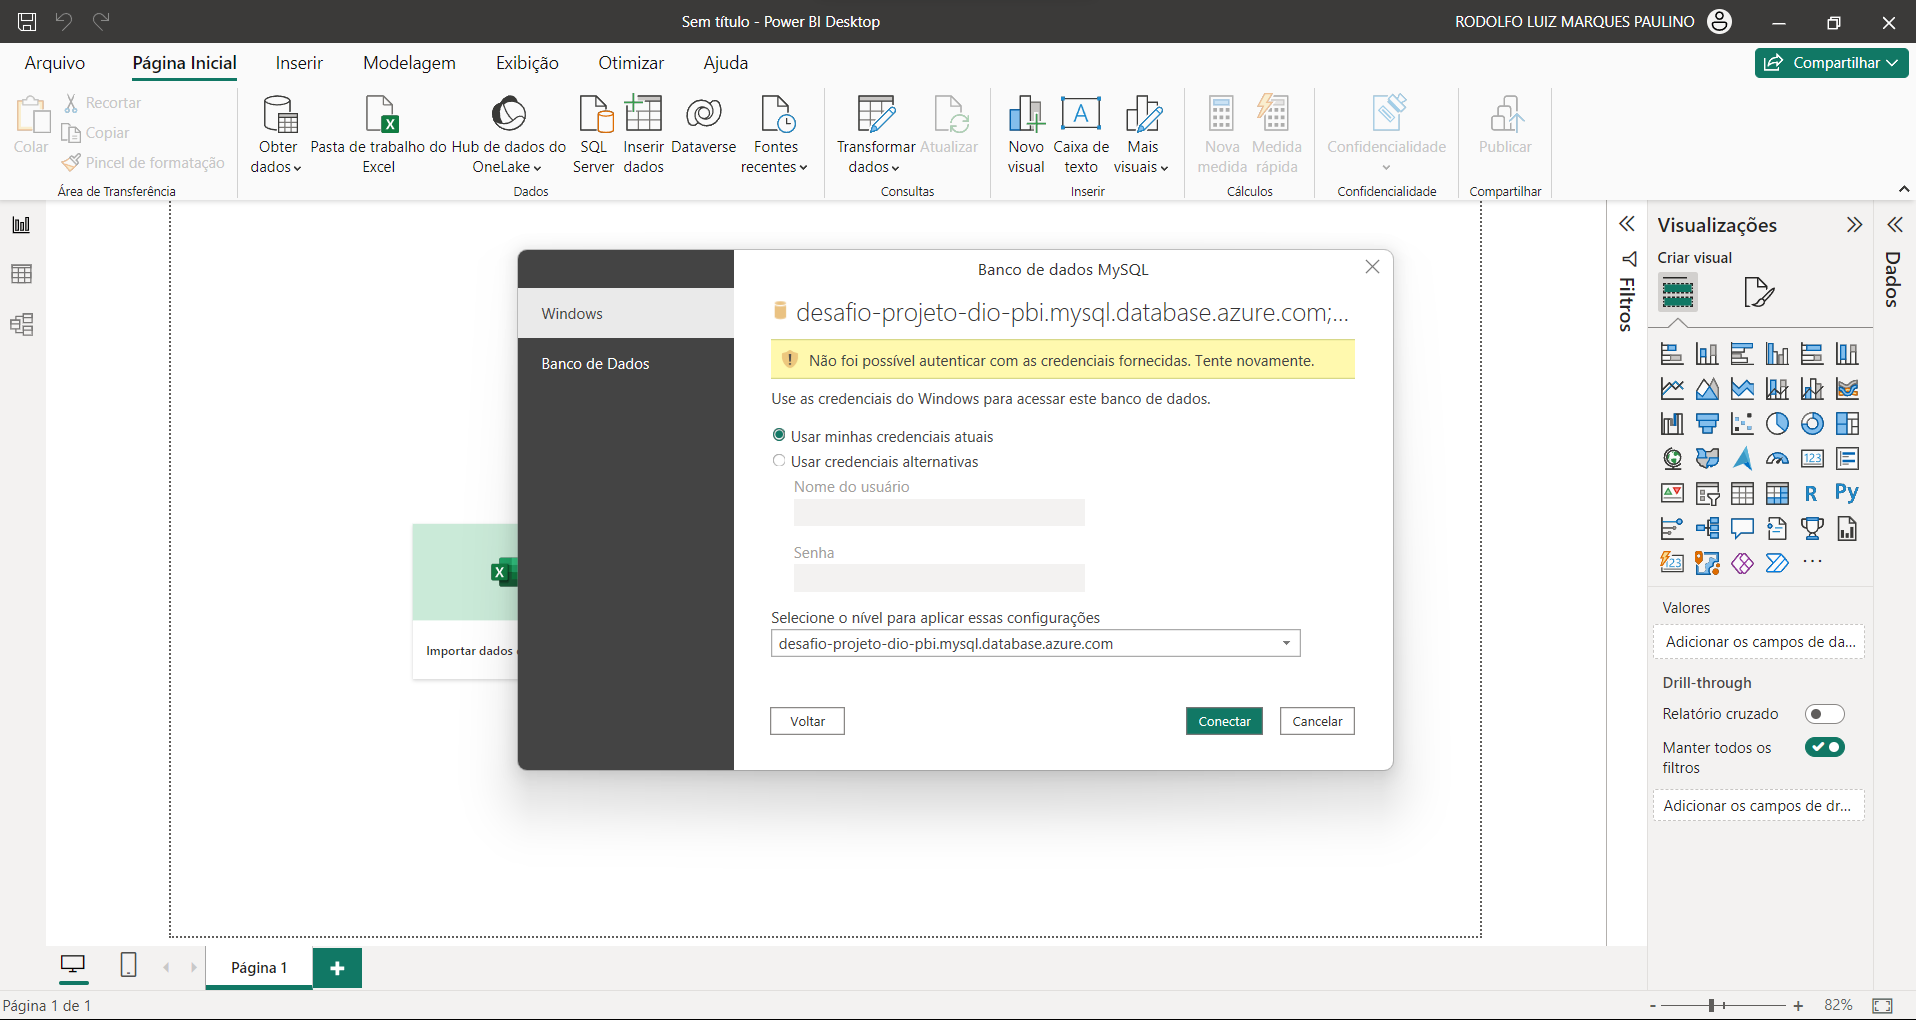 Sem título - Power BI Desktop
RODOLFO LUIZ MARQUES PAULINO
Arquivo
Página Inicial
Inserir
Modelagem
Exibição
Otimizar
Ajuda
Compartilhar
Colar
Recortar
Copiar
Pincel de formatação
Área de Transferência
Obter dados
Pasta de trabalho do Excel
Hub de dados do OneLake
SQL Server
Inserir dados
Dataverse
Fontes recentes
Dados
Transformar dados
Atualizar
Consultas
Novo visual
Caixa de texto
Mais visuais
Inserir
Nova medida
Medida rápida
Cálculos
Confidencialidade
Confidencialidade
Publicar
Compartilhar
Importar dados
Banco de dados MySQL
Windows
Banco de Dados
desafio-projeto-dio-pbi.mysql.database.azure.com;...
Não foi possível autenticar com as credenciais fornecidas. Tente novamente.
Use as credenciais do Windows para acessar este banco de dados.
Usar minhas credenciais atuais
Usar credenciais alternativas
Nome do usuário
Senha
Selecione o nível para aplicar essas configurações
desafio-projeto-dio-pbi.mysql.database.azure.com
Voltar
Conectar
Cancelar
Filtros
Visualizações
Criar visual
123
R
Py
123
Valores
Adicionar os campos de da...
Drill-through
Relatório cruzado
Manter todos os
filtros
Adicionar os campos de dr...
Dados
Página 1
Página 1 de 1
- + 82%